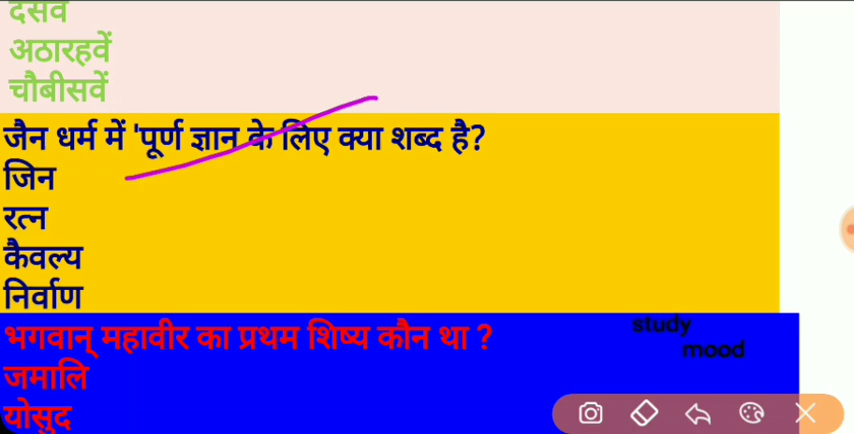 दसवें
अठारहवें
चौबीसवें
जैन धर्म में 'पूर्ण ज्ञान के लिए क्या शब्द है?
जिन
रत्न
कैवल्य
निर्वाण
भगवान् महावीर का प्रथम शिष्य कौन था ?
जमालि
योसुद
study
mood